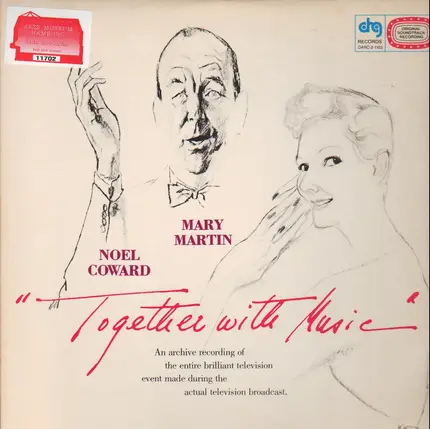 11702
drg
RECORDS
DARC-2-1103
ORIGINAL
SOUNDTRACK
RECORDING
MARY
MARTIN
NOEL
COWARD
"Together with Music"
An archive recording of
the entire brilliant television
event made during the
actual television broadcast.